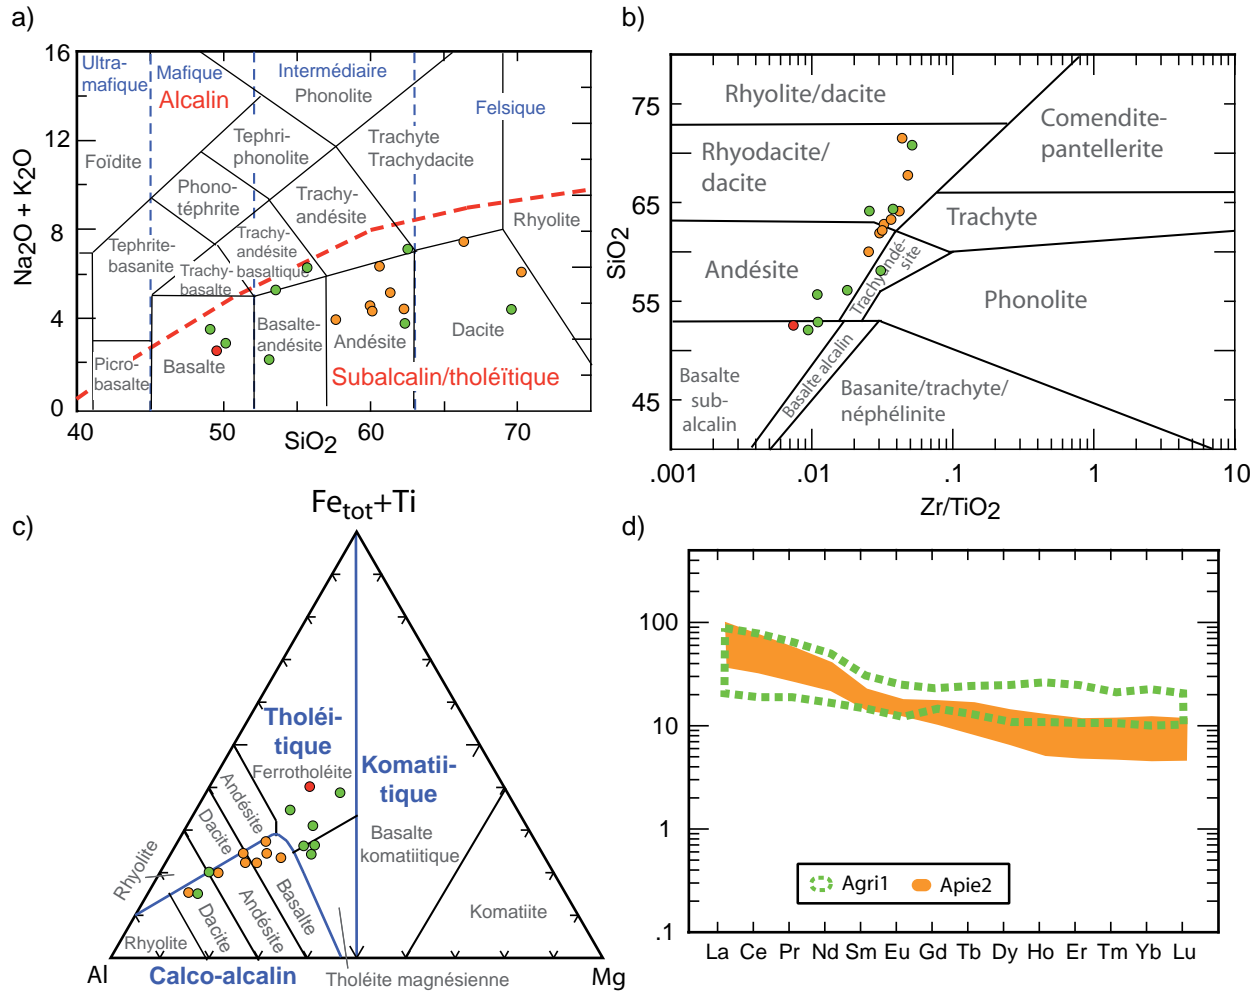 a)
Na2O + K2O
16
12
8
4
0
40
50
60
70
SiO2
Ultra-
mafique
Mafique
Intermédiaire
Felsique
Alcalin
Phonolite
Foïdite
Tephri-
phonolite
Trachyte
Trachydacite
Phono-
téphrite
Trachy-
andésite
Rhyolite
Tephrite-
basanite
Trachy-
andésite
basaltique
Trachy-
basalte
Picro-
basalte
Basalte
Basalte-
andésite
Andésite
Dacite
Subalcalin/tholéïtique
b)
SiO2
75
65
55
45
.001
.01
.1
1
10
Zr/TiO2
Rhyolite/dacite
Comendite-
pantellerite
Rhyodacite/
dacite
Trachyte
Andésite
Trachyandé-
site
Phonolite
Basalte
sub-
alcalin
Basalte alcalin
Basanite/trachyte/
néphélinite
c)
Fetot+Ti
Tholéi-
tique
Ferrotholéite
Komatii-
tique
Andésite
Dacite
Rhyolite
Basalte
komatiitique
Basalte
Andésite
Dacite
Rhyolite
Komatiite
Al
Calco-alcalin
Tholéite magnésienne
Mg
d)
100
10
1
.1
Agri1
Apie2
La Ce Pr Nd Sm Eu Gd Tb Dy Ho Er Tm Yb Lu